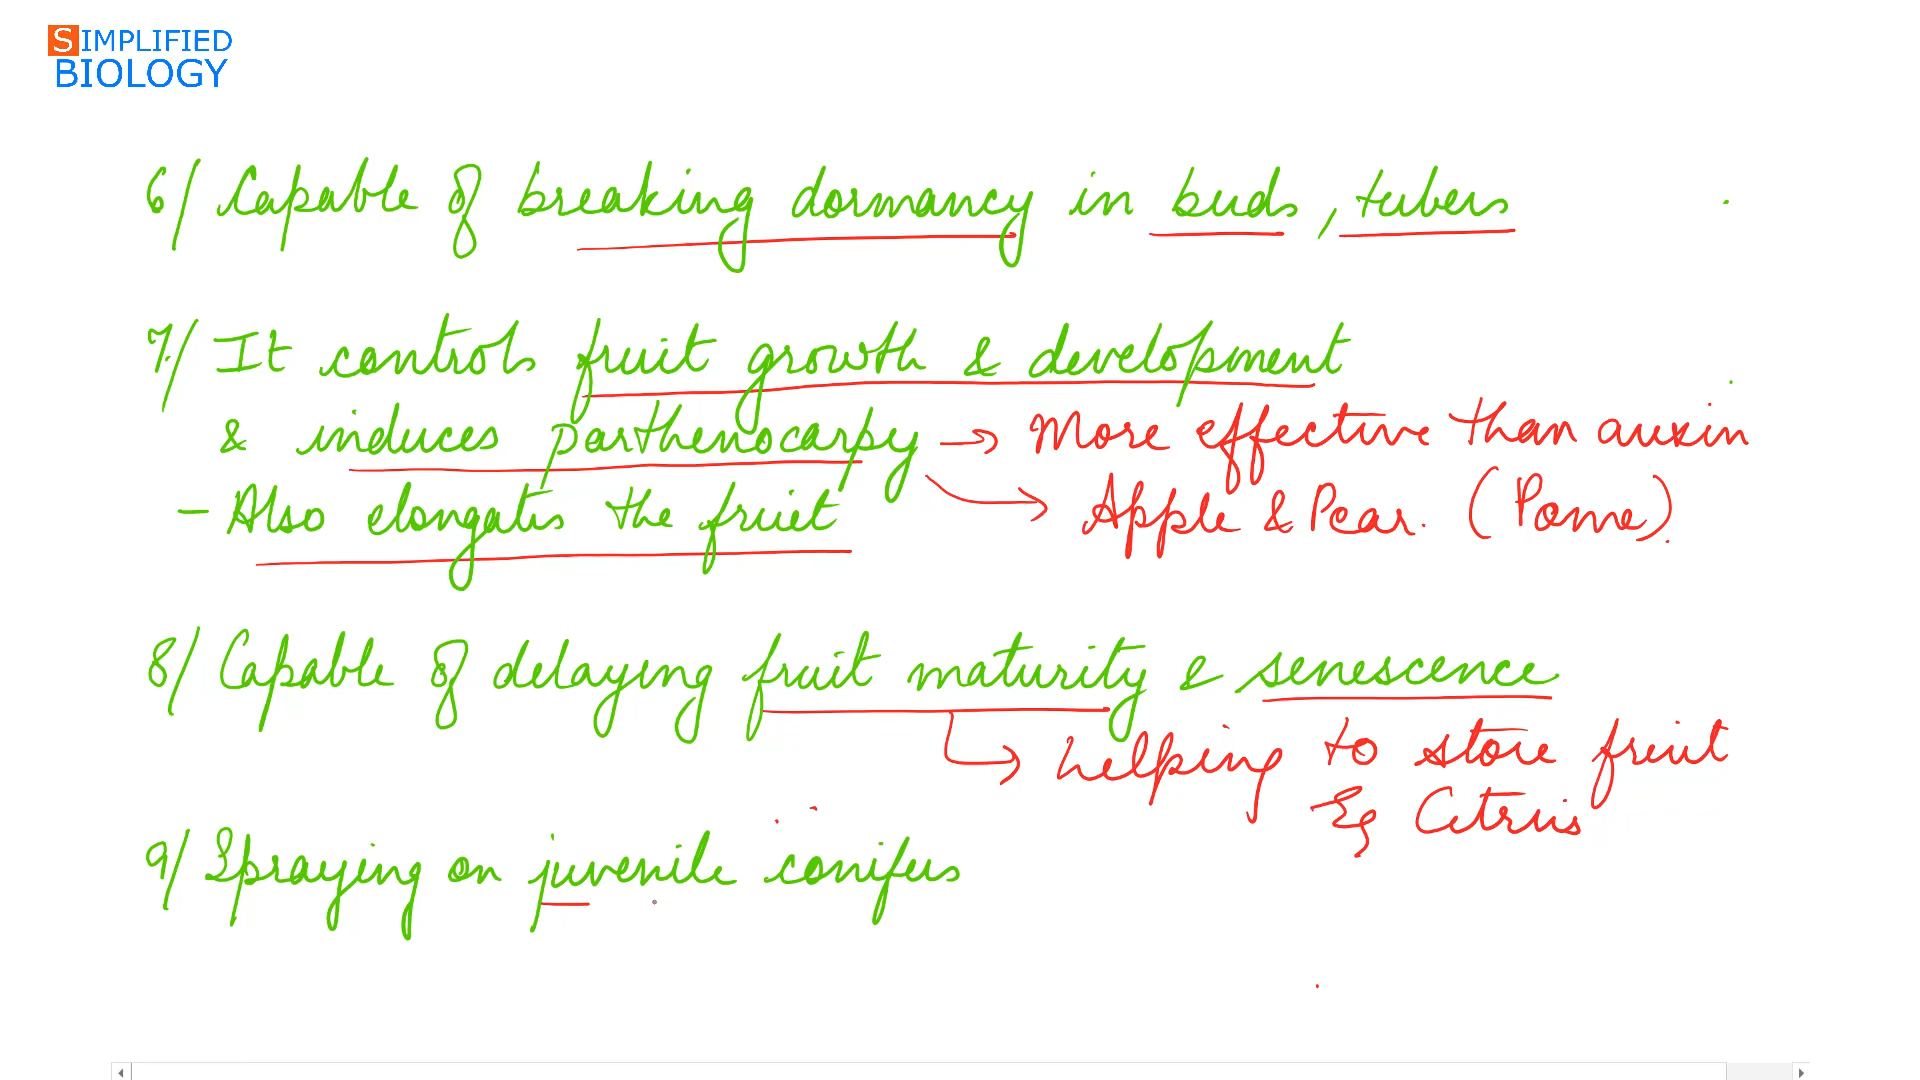 SIMPLIFIED
BIOLOGY
6/ Capable of breaking dormancy in buds, tubers
7/ It controls fruit growth & development
& induces parthenocarpy → More effective than auxin
- Also elongates the fruit → Apple & Pear. (Pome).
8/ Capable of delaying fruit maturity & senescence
→ helping to store fruit
Eg Citrus
9/ Spraying on juvenile conifers